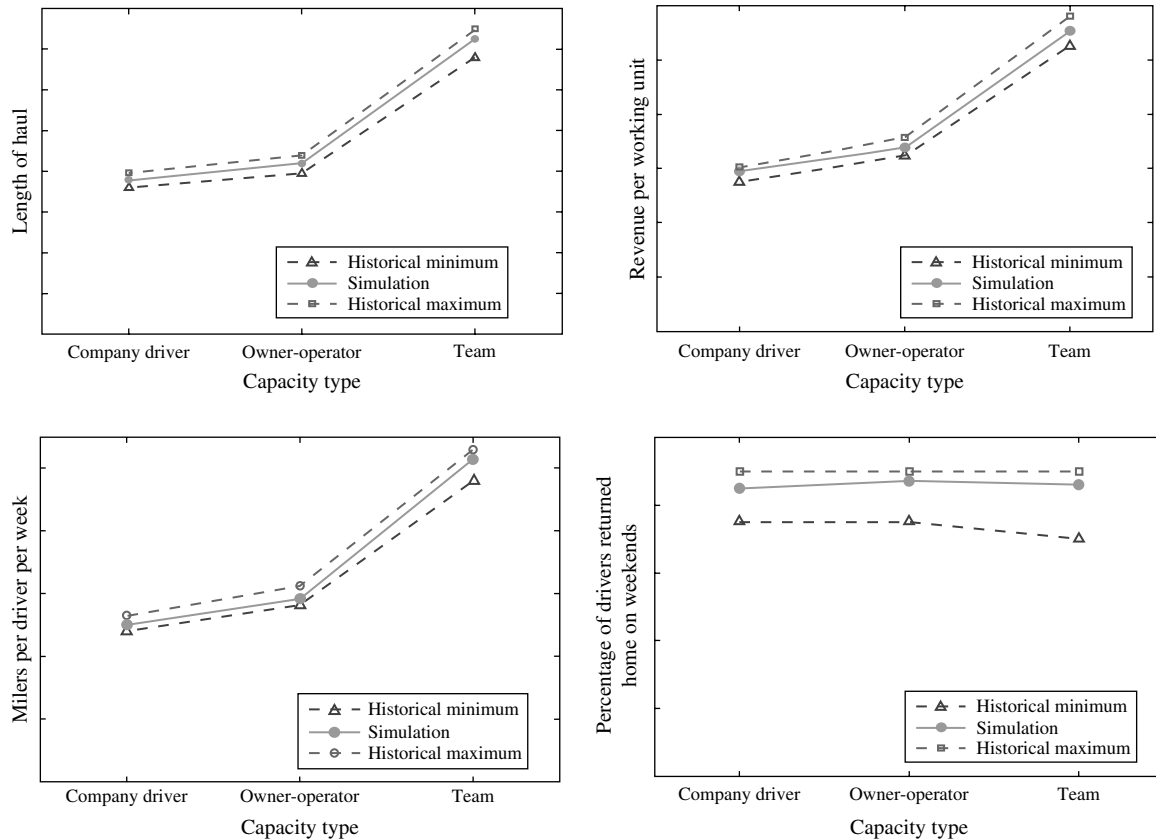 Length of haul
Historical minimum
Simulation
Historical maximum
Company driver
Owner-operator
Team
Capacity type
Revenue per working unit
Historical minimum
Simulation
Historical maximum
Company driver
Owner-operator
Team
Capacity type
Milers per driver per week
Historical minimum
Simulation
Historical maximum
Company driver
Owner-operator
Team
Capacity type
Percentage of drivers returned
home on weekends
Historical minimum
Simulation
Historical maximum
Company driver
Owner-operator
Team
Capacity type